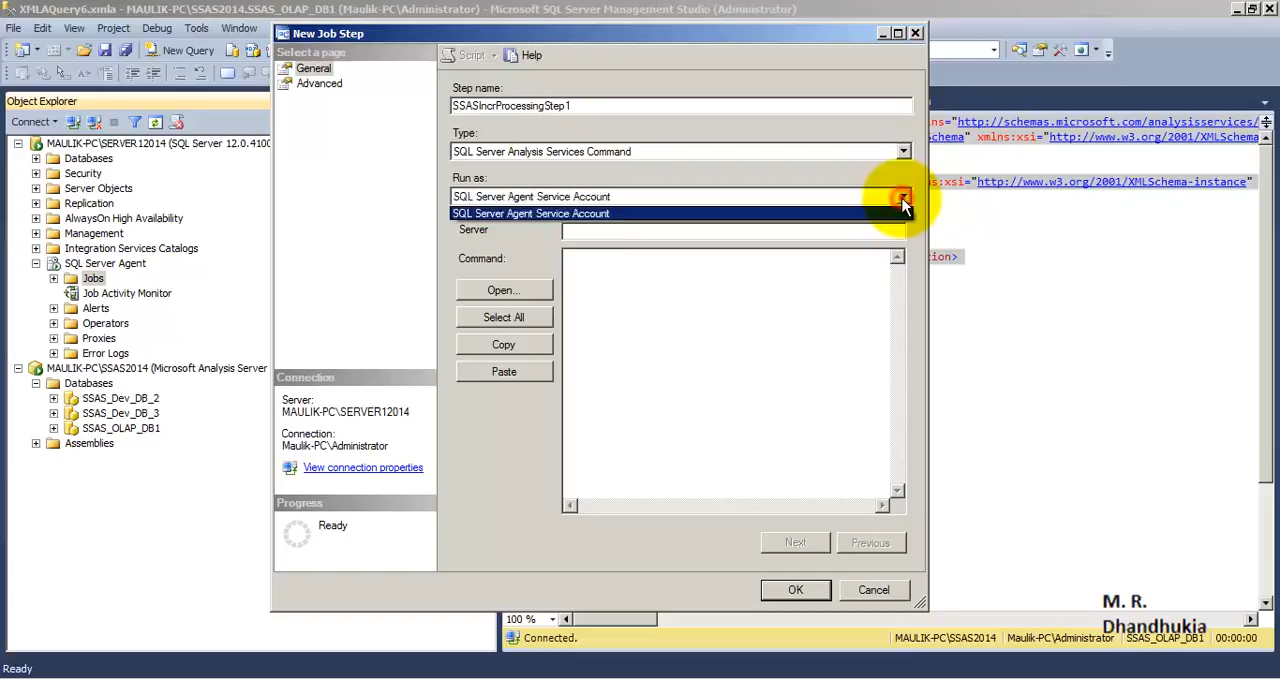 XMLAQuery6.xmla - MAULIK-PC\SSAS2014.SSAS_OLAP_DB1 (Maulik-PC\Administrator) - Microsoft SQL Server Management Studio (Administrator)
File Edit View Project Debug Tools Window
New Query
Object Explorer
Connect
MAULIK-PC\SERVER12014 (SQL Server 12.0.4100
Databases
Security
Server Objects
Replication
AlwaysOn High Availability
Management
Integration Services Catalogs
SQL Server Agent
Jobs
Job Activity Monitor
Alerts
Operators
Proxies
Error Logs
MAULIK-PC\SSAS2014 (Microsoft Analysis Server
Databases
SSAS_Dev_DB_2
SSAS_Dev_DB_3
SSAS_OLAP_DB1
Assemblies
New Job Step
Select a page
General
Advanced
Connection
Server:
MAULIK-PC\SERVER12014
Connection:
Maulik-PC\Administrator
View connection properties
Progress
Ready
Script Help
Step name:
SSASIncrProcessingStep1
Type:
SQL Server Analysis Services Command
Run as:
SQL Server Agent Service Account
SQL Server Agent Service Account
Server
Command:
Open...
Select All
Copy
Paste
Next Previous
OK Cancel
ns="http://schemas.microsoft.com/analysisservices/
hema" xmlns:xsi="http://www.w3.org/2001/XMLSchema
ns:xsi="http://www.w3.org/2001/XMLSchema-instance"
ion>
M. R.
Dhandhukia
100 %
Connected. MAULIK-PC\SSAS2014 Maulik-PC\Administrator SSAS_OLAP_DB1 00:00:00
Ready